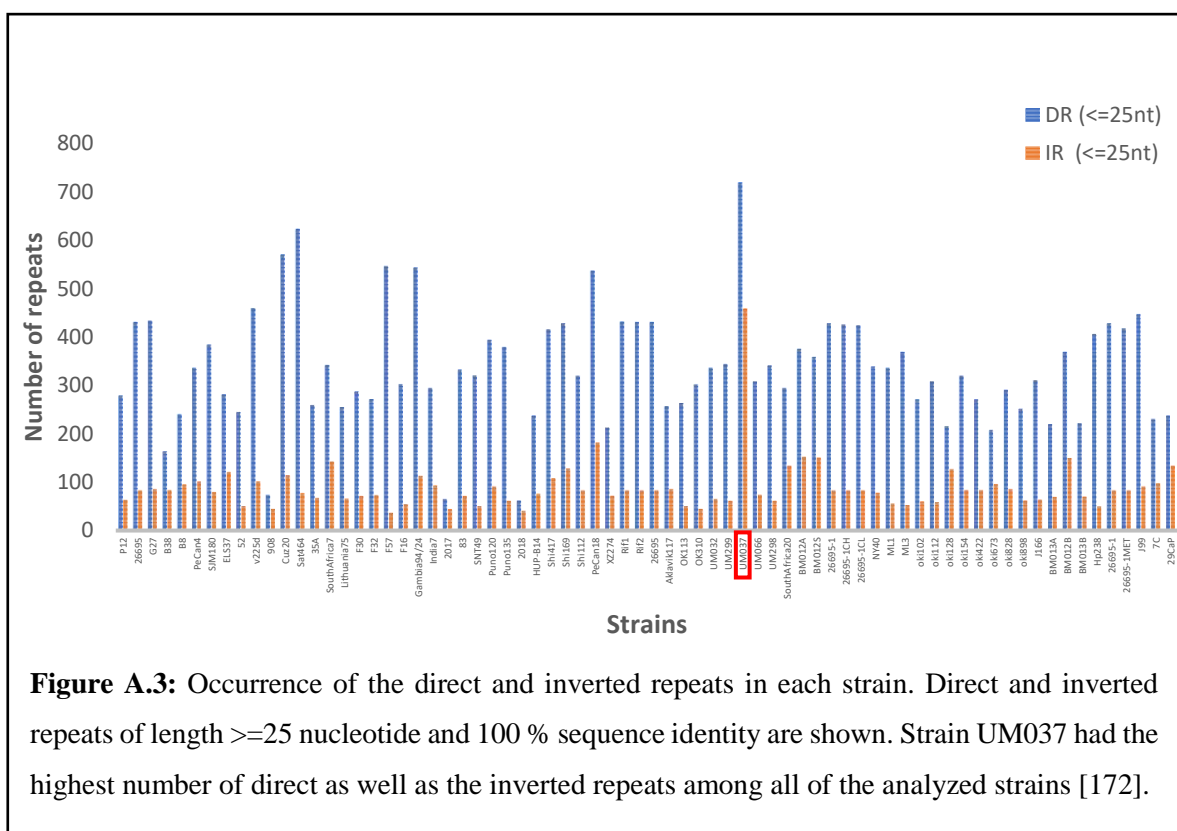 DR (<=25nt)
IR (<=25nt)
800
700
600
500
400
300
200
100
0
Number of repeats
P12
26695
G27
B38
B8
PeCan4
SJM180
ELS37
52
v225d
908
Cuz20
Sat464
35A
SouthAfrica7
Lithuania75
F30
F32
F57
F16
Gambia94/24
India7
2017
83
SNT49
Puno120
Puno135
2018
HUP-B14
Shi417
Shi169
Shi112
PeCan18
XZ274
Rif1
Rif2
26695
Aklavik117
OK113
OK310
UM032
UM299
UM037
UM066
UM298
SouthAfrica20
BM012A
BM012S
26695-1
26695-1CH
26695-1CL
NY40
ML1
ML3
oki102
oki112
oki128
oki154
oki422
oki673
oki828
oki898
J166
BM013A
BM012B
BM013B
Hp238
26695-1
26695-1MET
J99
7C
29CaP
Strains
Figure A.3: Occurrence of the direct and inverted repeats in each strain. Direct and inverted
repeats of length >=25 nucleotide and 100 % sequence identity are shown. Strain UM037 had the
highest number of direct as well as the inverted repeats among all of the analyzed strains [172].